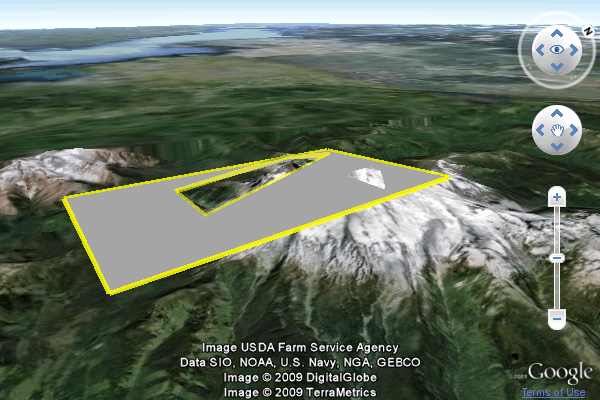 N
Image USDA Farm Service Agency
Data SIO, NOAA, U.S. Navy, NGA, GEBCO
Image © 2009 DigitalGlobe
Image © 2009 TerraMetrics
©2009 Google
Terms of Use